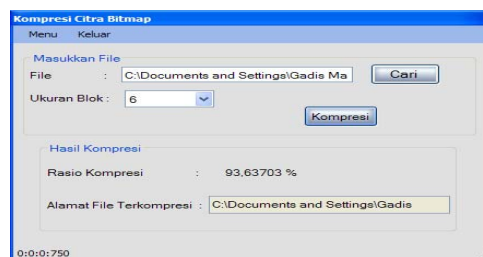 Kompresi Citra Bitmap
Menu Keluar
Masukkan File
File : C:\Documents and Settings\Gadis Ma Cari
Ukuran Blok : 6
Kompresi
Hasil Kompresi
Rasio Kompresi : 93,63703 %
Alamat File Terkompresi : C:\Documents and Settings\Gadis
0:0:0:750